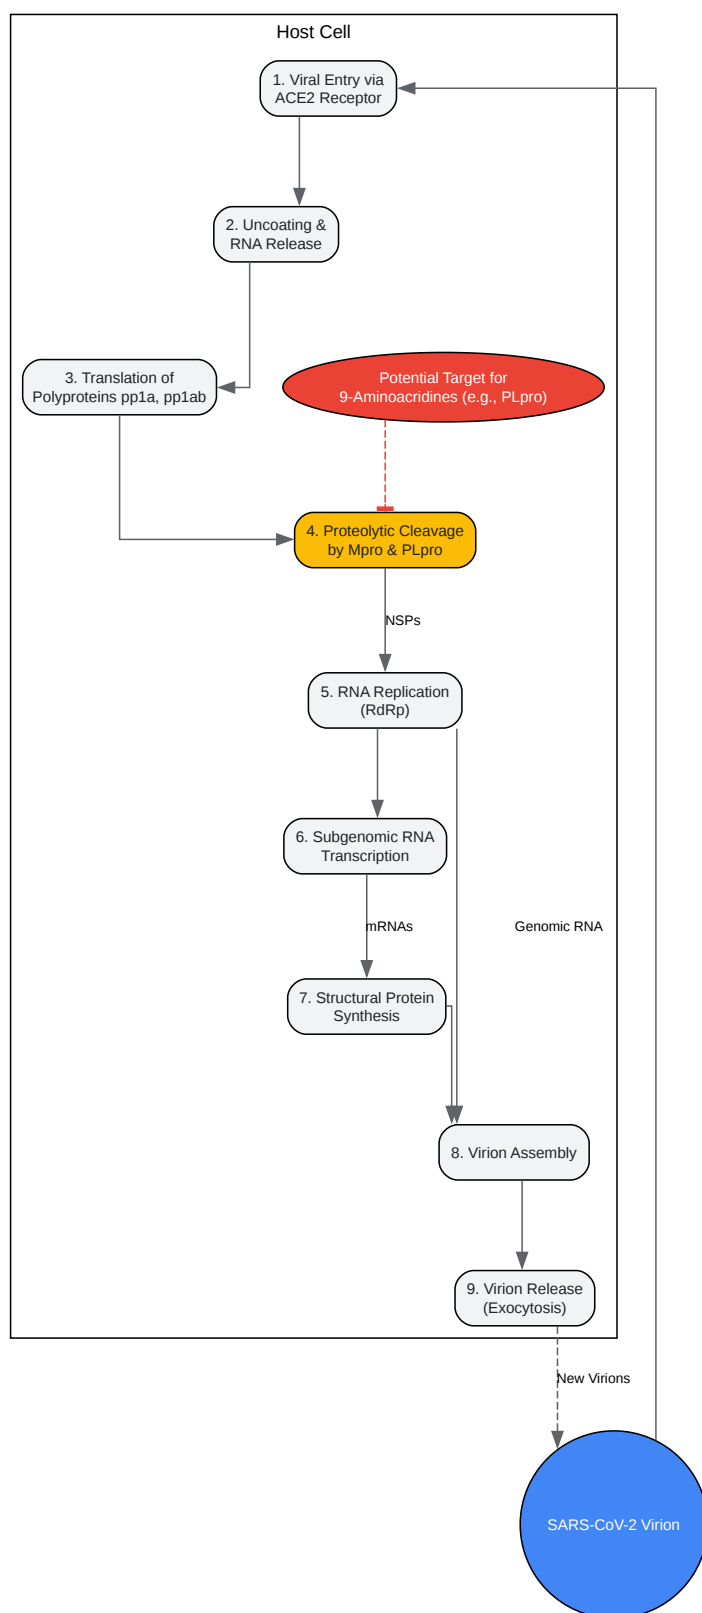 Host Cell
1. Viral Entry via
ACE2 Receptor
2. Uncoating &
RNA Release
3. Translation of
Polyproteins pp1a, pp1ab
Potential Target for
9-Aminoacridines (e.g., PLpro)
4. Proteolytic Cleavage
by Mpro & PLpro
NSPs
5. RNA Replication
(RdRp)
6. Subgenomic RNA
Transcription
mRNAs
Genomic RNA
7. Structural Protein
Synthesis
8. Virion Assembly
9. Virion Release
(Exocytosis)
New Virions
SARS-CoV-2 Virion